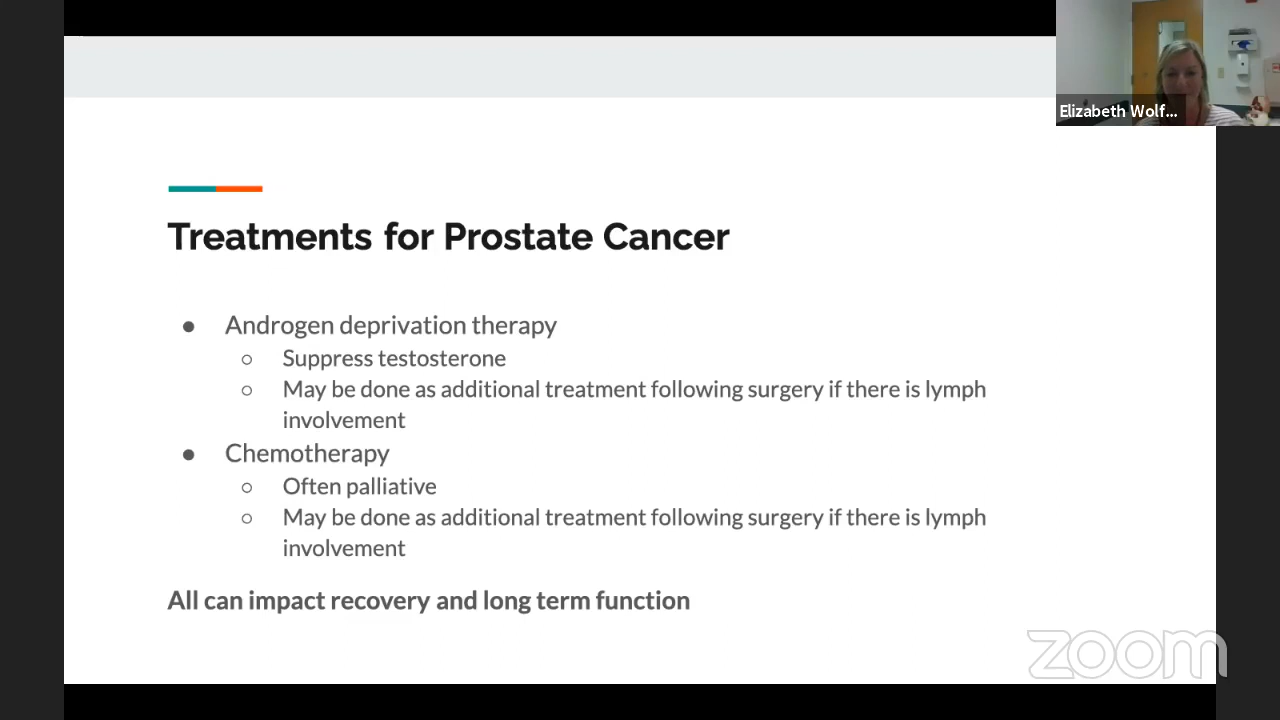 Elizabeth Wolf...
Treatments for Prostate Cancer
● Androgen deprivation therapy
○ Suppress testosterone
○ May be done as additional treatment following surgery if there is lymph
involvement
● Chemotherapy
○ Often palliative
○ May be done as additional treatment following surgery if there is lymph
involvement
All can impact recovery and long term function
zoom